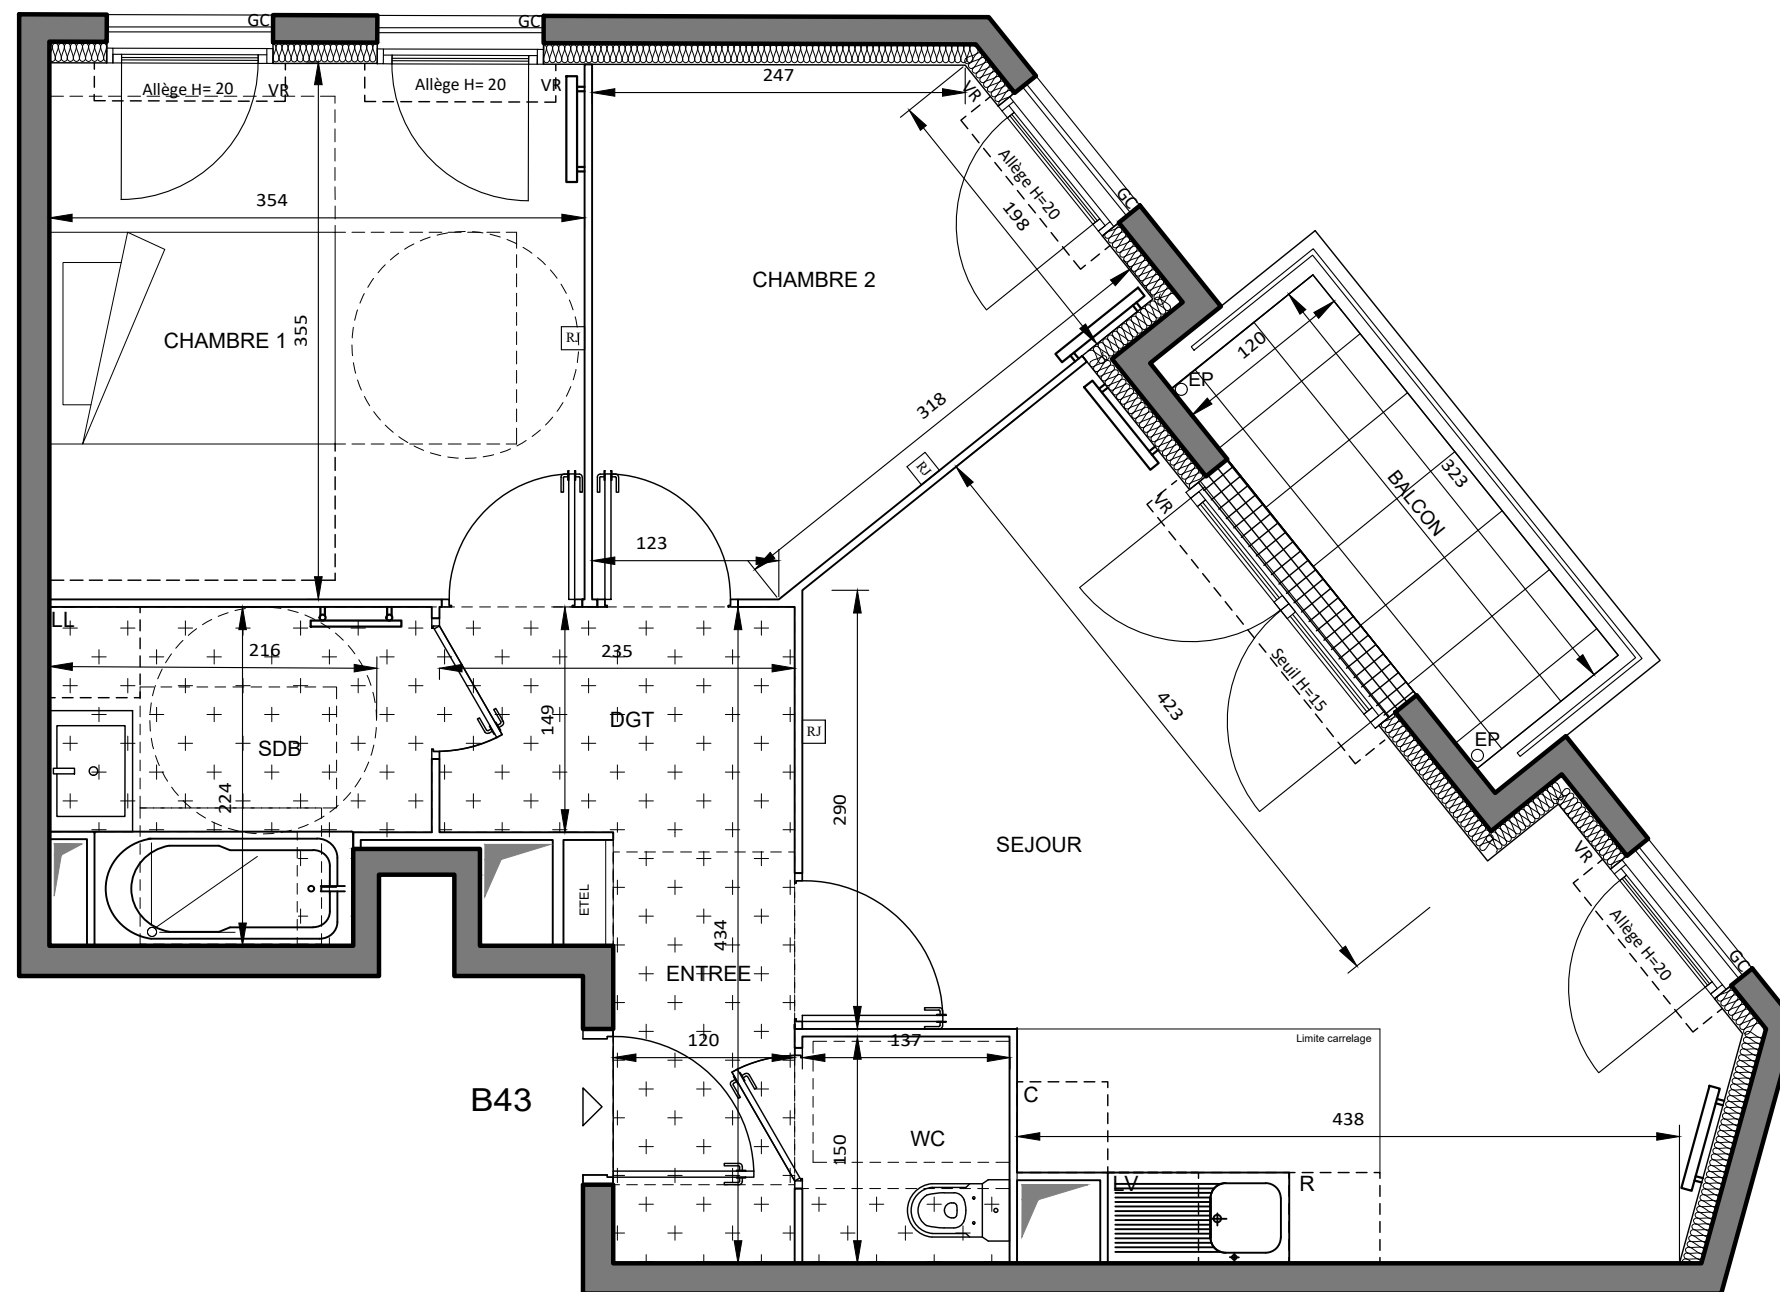 GC
GC
Allège H= 20
VR
Allège H= 20
VR
247
VR
Allège H=20
GC
198
354
CHAMBRE 2
CHAMBRE 1
355
RJ
120
EP
318
323
BALCON
RJ
VR
123
LL
216
235
Seuil H=15
423
149
DGT
RJ
SDB
EP
224
290
SEJOUR
VR
ETEL
434
Allège H=20
GC
ENTREE
120
137
Limite carrelage
B43
C
438
150
WC
LV
R